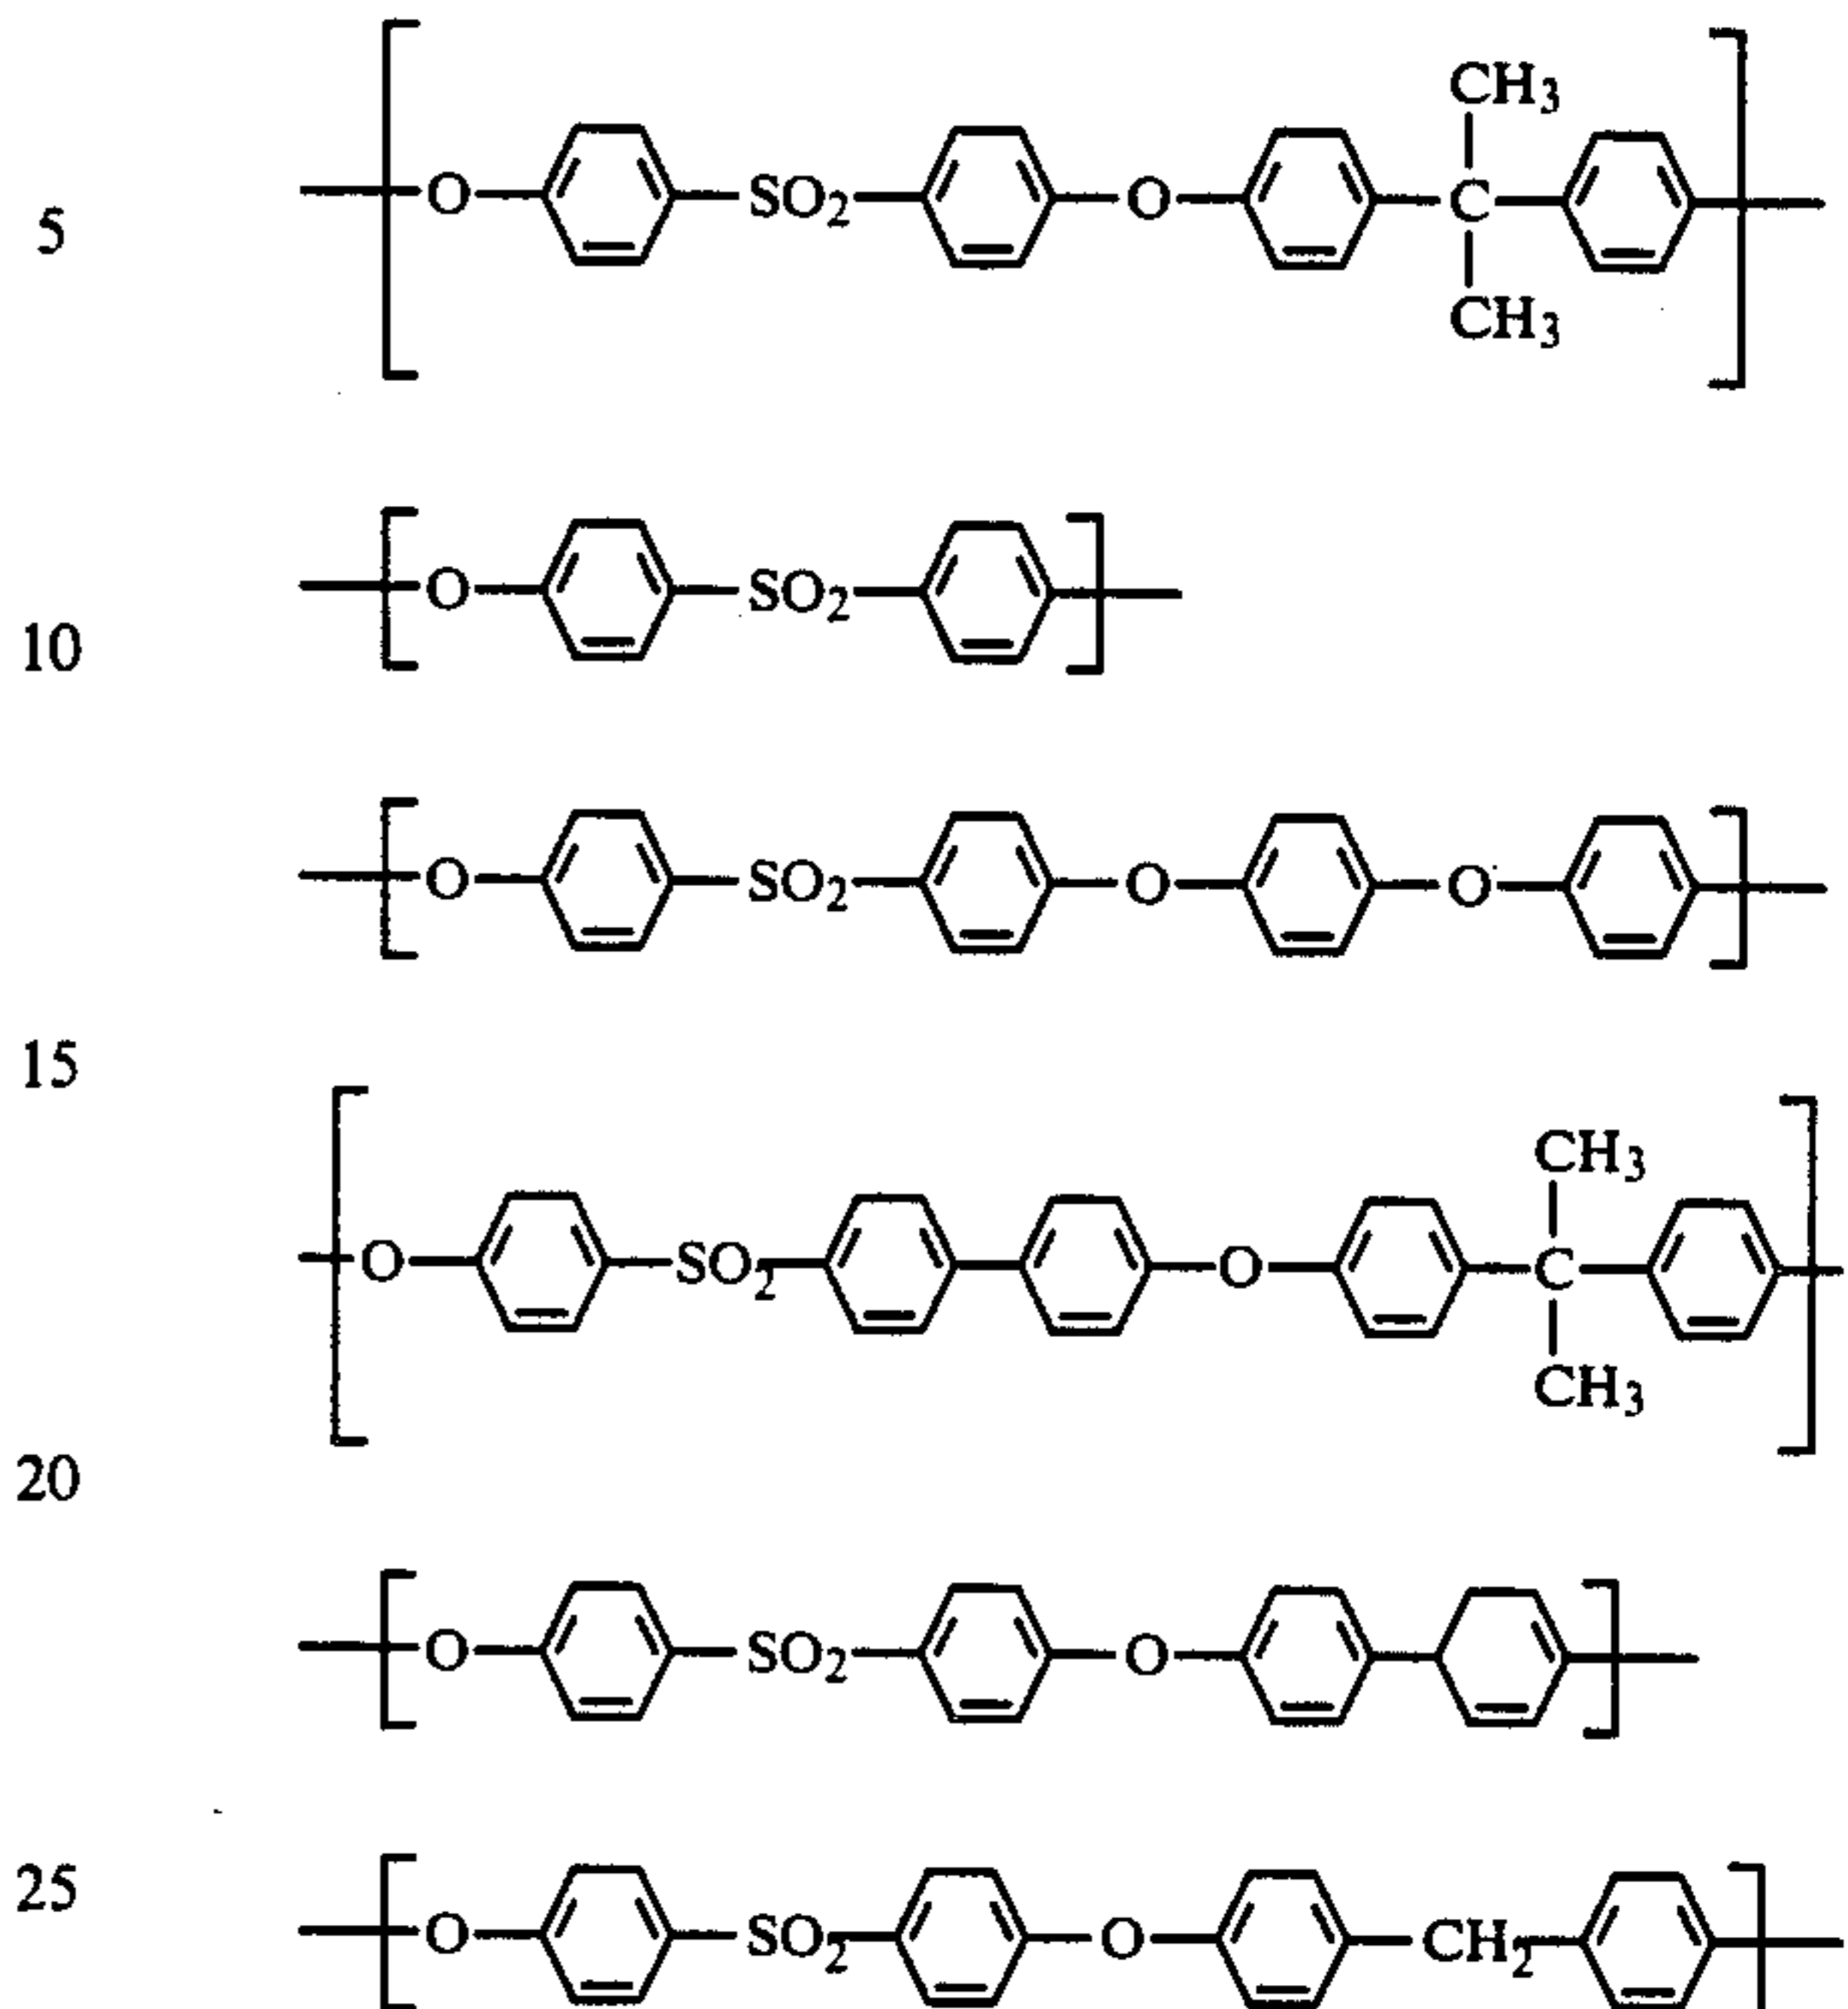 CH3
5 O SO2 O C
CH3
10 O SO2
O SO2 O O
15
CH3
O SO2 O C
CH3
20
O SO2 O
25
O SO2 O CH2